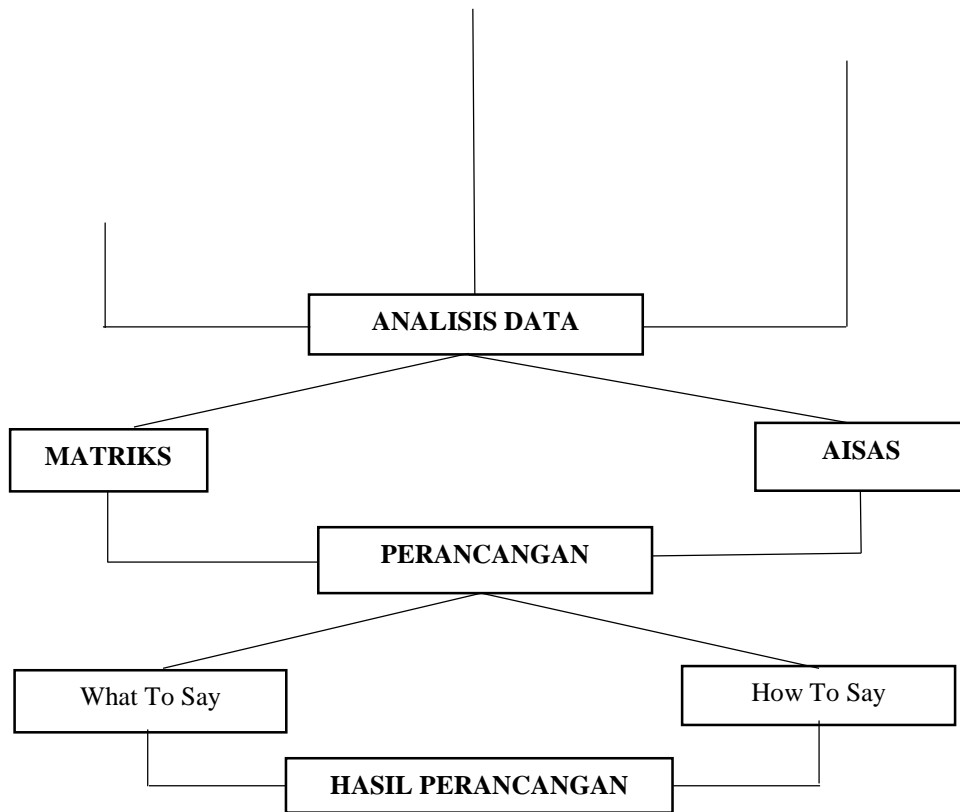 ANALISIS DATA
MATRIKS
AISAS
PERANCANGAN
What To Say
How To Say
HASIL PERANCANGAN